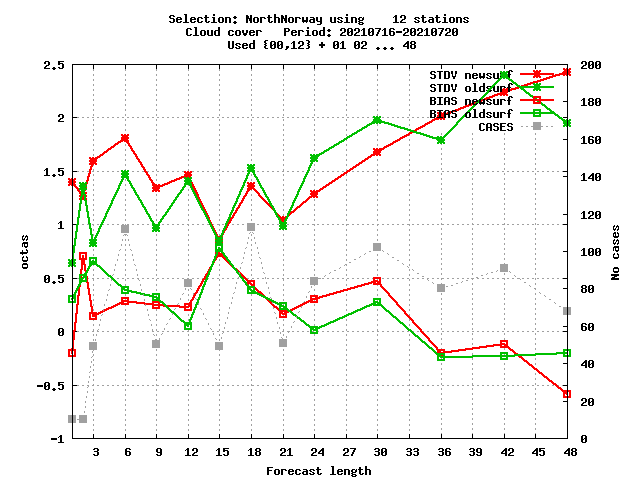 Selection: NorthNorway using    12 stations
Cloud cover   Period: 20210716-20210720
Used {00,12} + 01 02 ... 48
STDV newsurf
STDV oldsurf
BIAS newsurf
BIAS oldsurf
CASES
2.5
2
1.5
1
0.5
0
-0.5
-1
octas
200
180
160
140
120
100
80
60
40
20
0
No cases
3 6 9 12 15 18 21 24 27 30 33 36 39 42 45 48
Forecast length